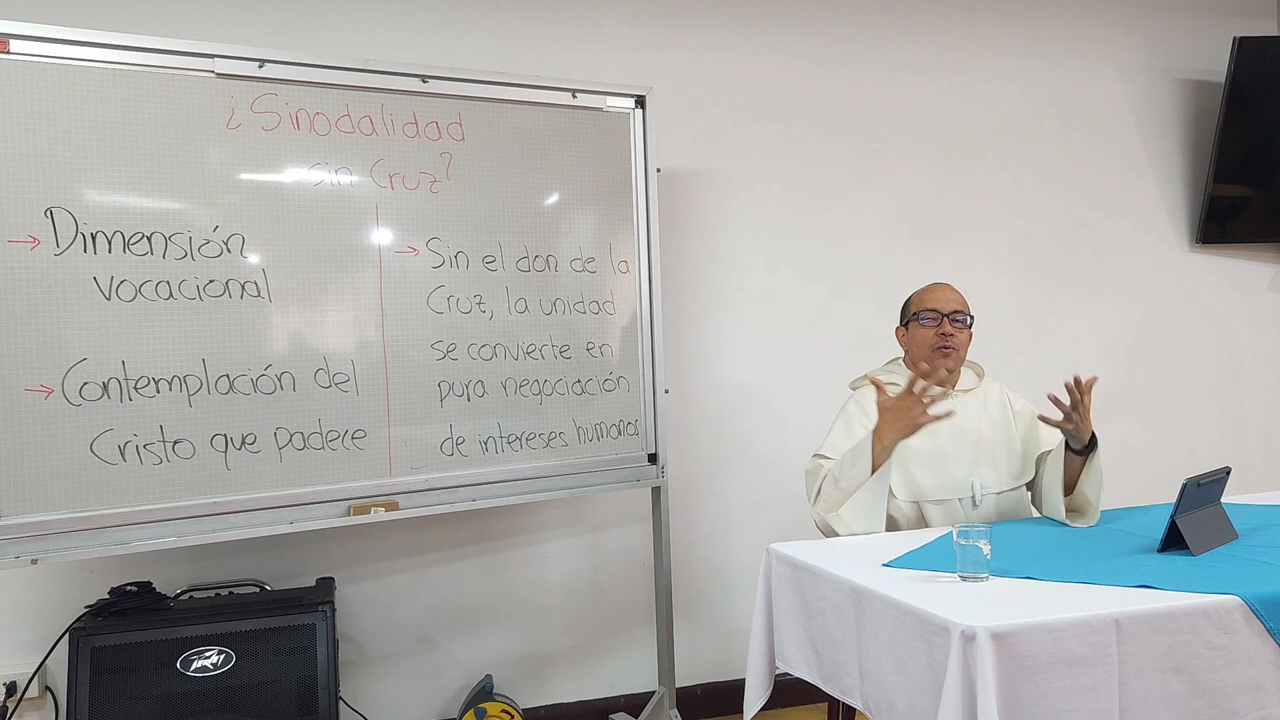 ¿Sinodalidad
sin Cruz?
→ Dimensión
vocacional
→ Contemplación del
Cristo que padece
→ Sin el don de la
Cruz, la unidad
se convierte en
pura negociación
de intereses humanos
PEAVEY